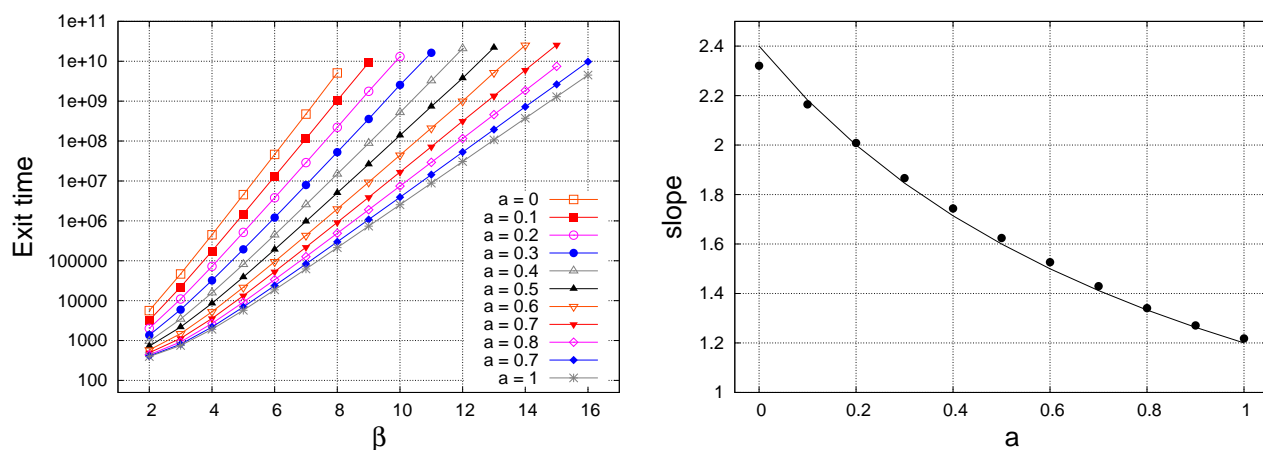 Exit time
1e+11
1e+10
1e+09
1e+08
1e+07
1e+06
100000
10000
1000
100
a = 0
a = 0.1
a = 0.2
a = 0.3
a = 0.4
a = 0.5
a = 0.6
a = 0.7
a = 0.8
a = 0.7
a = 1
2 4 6 8 10 12 14 16
β
slope
2.4
2.2
2
1.8
1.6
1.4
1.2
1
0 0.2 0.4 0.6 0.8 1
a